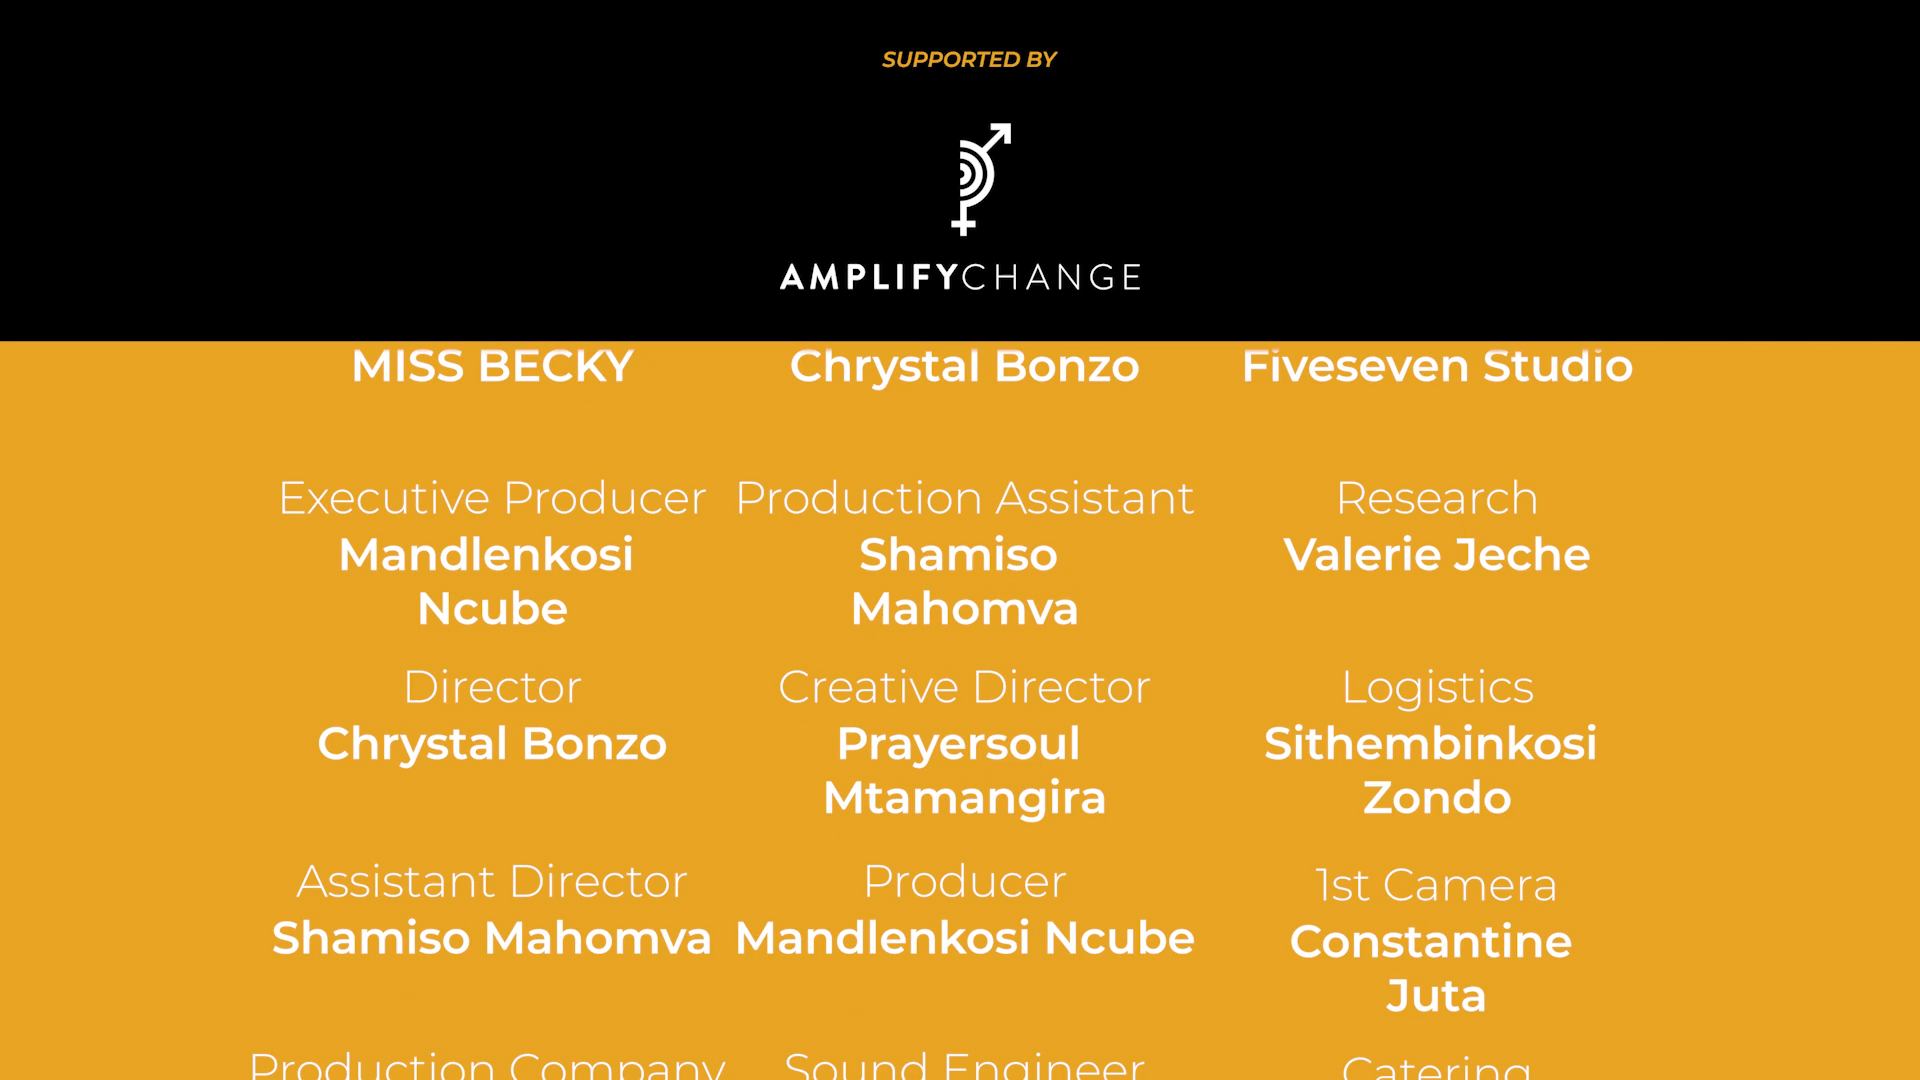 SUPPORTED BY
AMPLIFYCHANGE
MISS BECKY
Chrystal Bonzo
Fiveseven Studio
Executive Producer
Mandlenkosi
Ncube
Production Assistant
Shamiso
Mahomva
Research
Valerie Jeche
Director
Chrystal Bonzo
Creative Director
Prayersoul
Mtamangira
Logistics
Sithembinkosi
Zondo
Assistant Director
Shamiso Mahomva
Producer
Mandlenkosi Ncube
1st Camera
Constantine
Juta
Production Company
Sound Engineer
Catering